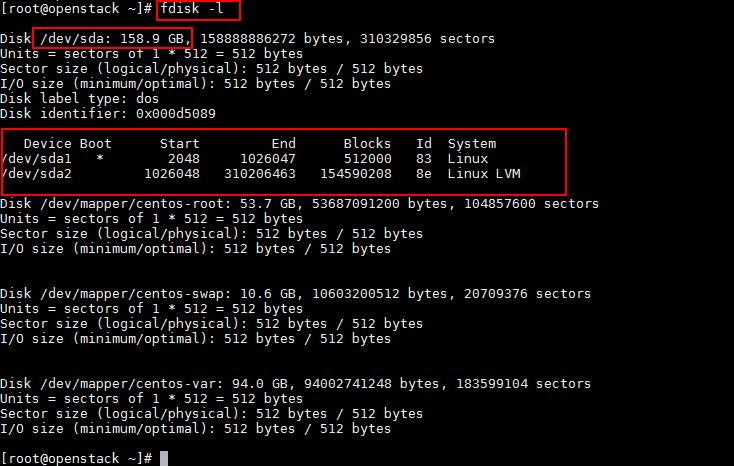 [root@openstack ~]# fdisk -l
Disk /dev/sda: 158.9 GB, 158888886272 bytes, 310329856 sectors
Units = sectors of 1 * 512 = 512 bytes
Sector size (logical/physical): 512 bytes / 512 bytes
I/O size (minimum/optimal): 512 bytes / 512 bytes
Disk label type: dos
Disk identifier: 0x000d5089
Device Boot Start End Blocks Id System
/dev/sda1 * 2048 1026047 512000 83 Linux
/dev/sda2 1026048 310206463 154590208 8e Linux LVM
Disk /dev/mapper/centos-root: 53.7 GB, 53687091200 bytes, 104857600 sectors
Units = sectors of 1 * 512 = 512 bytes
Sector size (logical/physical): 512 bytes / 512 bytes
I/O size (minimum/optimal): 512 bytes / 512 bytes
Disk /dev/mapper/centos-swap: 10.6 GB, 10603200512 bytes, 20709376 sectors
Units = sectors of 1 * 512 = 512 bytes
Sector size (logical/physical): 512 bytes / 512 bytes
I/O size (minimum/optimal): 512 bytes / 512 bytes
Disk /dev/mapper/centos-var: 94.0 GB, 94002741248 bytes, 183599104 sectors
Units = sectors of 1 * 512 = 512 bytes
Sector size (logical/physical): 512 bytes / 512 bytes
I/O size (minimum/optimal): 512 bytes / 512 bytes
[root@openstack ~]#